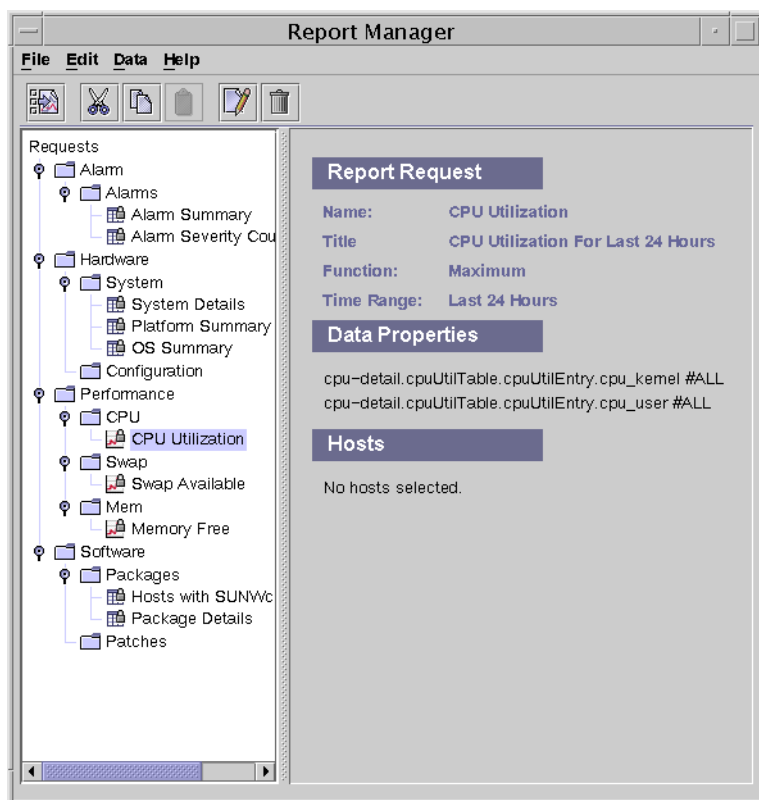 Report Manager
File Edit Data Help
Requests
Alarm
Alarms
Alarm Summary
Alarm Severity Cou
Hardware
System
System Details
Platform Summary
OS Summary
Configuration
Performance
CPU
CPU Utilization
Swap
Swap Available
Mem
Memory Free
Software
Packages
Hosts with SUNWc
Package Details
Patches
Report Request
Name: CPU Utilization
Title CPU Utilization For Last 24 Hours
Function: Maximum
Time Range: Last 24 Hours
Data Properties
cpu-detail.cpuUtilTable.cpuUtilEntry.cpu_kernel #ALL
cpu-detail.cpuUtilTable.cpuUtilEntry.cpu_user #ALL
Hosts
No hosts selected.